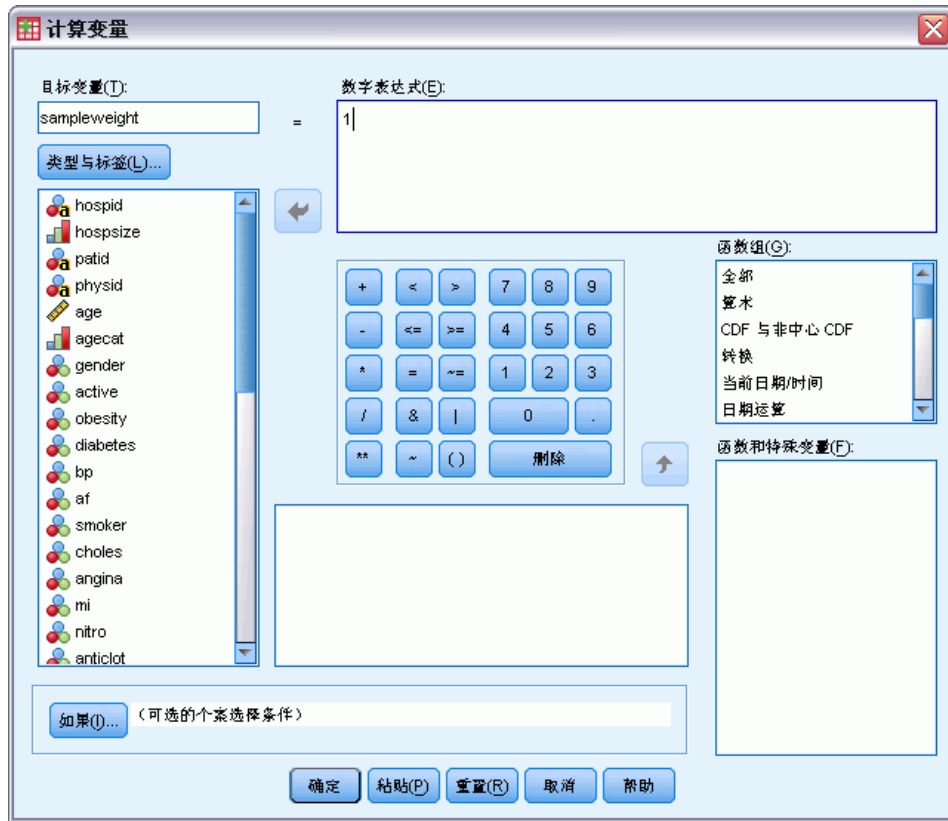 计算变量
目标变量(T):
sampleweight
=
数字表达式(E):
1
类型与标签(L)...
hospid
hospsize
patid
physid
age
agecat
gender
active
obesity
diabetes
bp
af
smoker
choles
angina
mi
nitro
anticlot
+ < > 7 8 9
- <= >= 4 5 6
* = ~= 1 2 3
/ & | 0 .
** ~ ( ) 删除
函数组(G):
全部
算术
CDF 与非中心 CDF
转换
当前日期/时间
日期运算
函数和特殊变量(F):
如果(I)... (可选的个案选择条件)
确定 粘贴(P) 重置(R) 取消 帮助